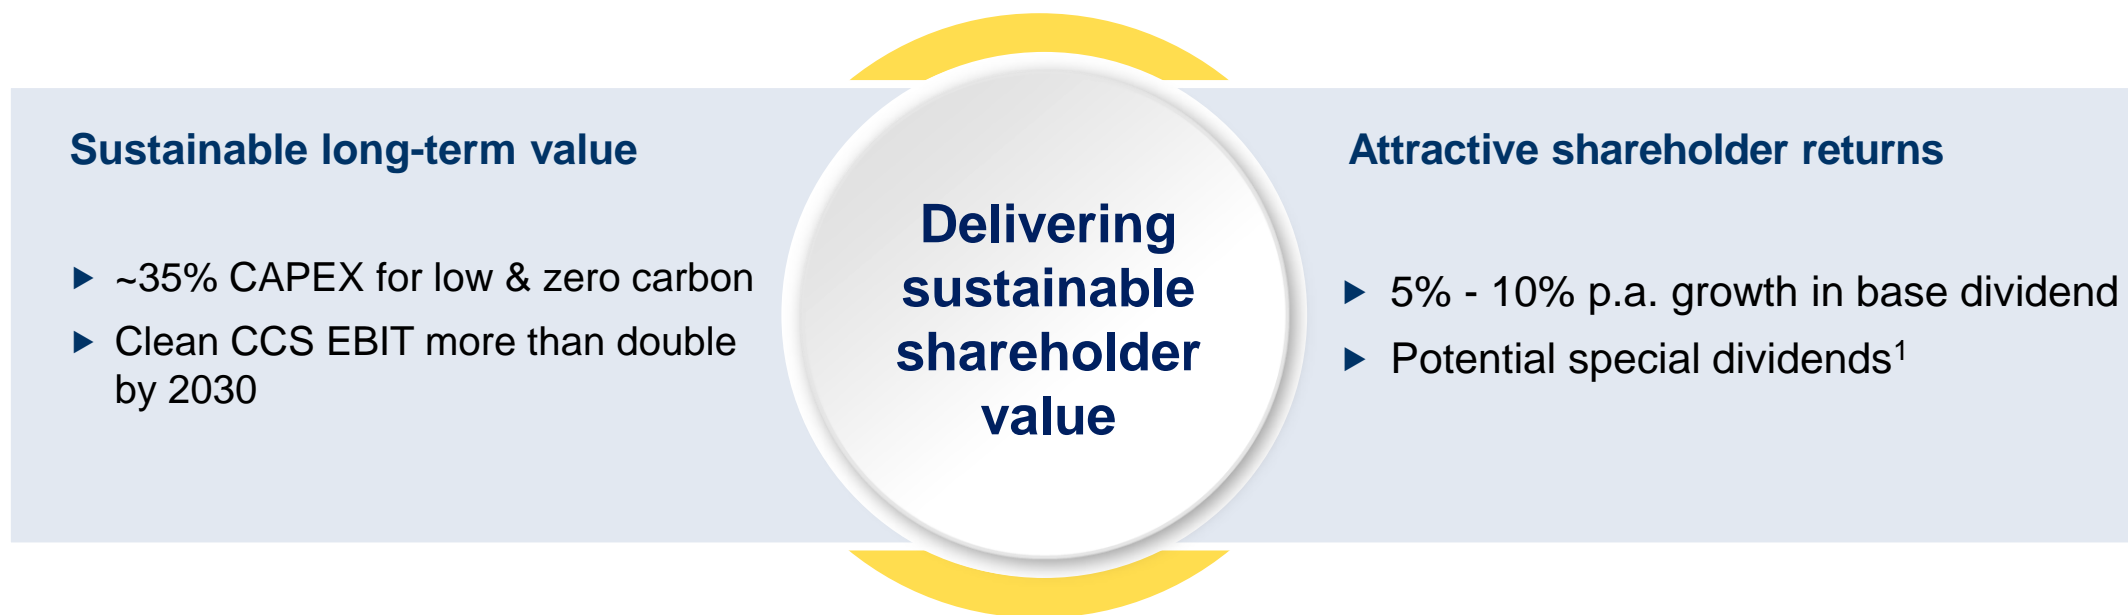 Sustainable long-term value
~35% CAPEX for low & zero carbon
Clean CCS EBIT more than double
by 2030
Delivering
sustainable
shareholder
value
Attractive shareholder returns
5% - 10% p.a. growth in base dividend
Potential special dividends¹